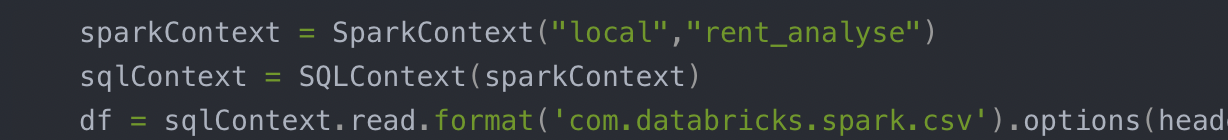 sparkContext = SparkContext("local","rent_analyse")
sqlContext = SQLContext(sparkContext)
df = sqlContext.read.format('com.databricks.spark.csv').options(head